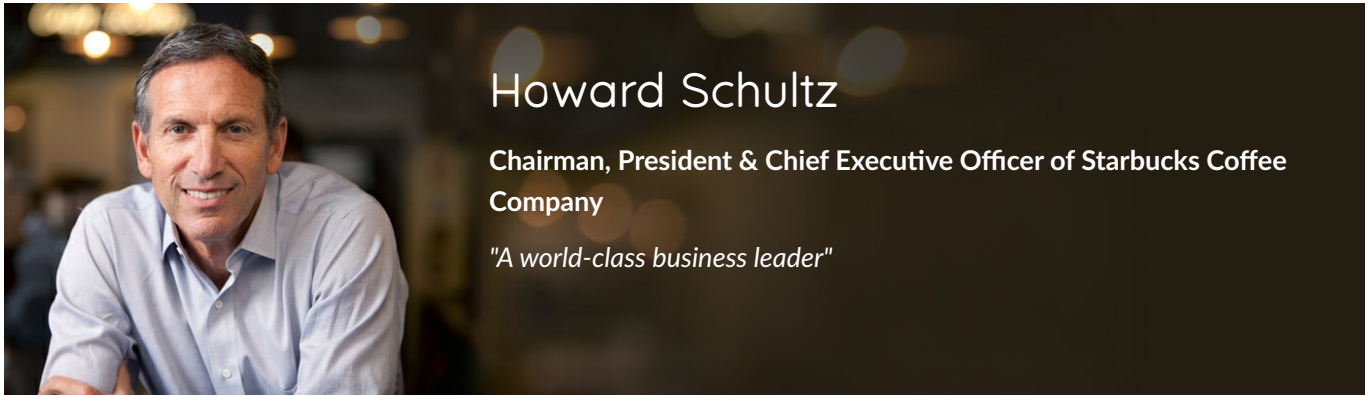 Howard Schultz
Chairman, President & Chief Executive Officer of Starbucks Coffee
Company
"A world-class business leader"